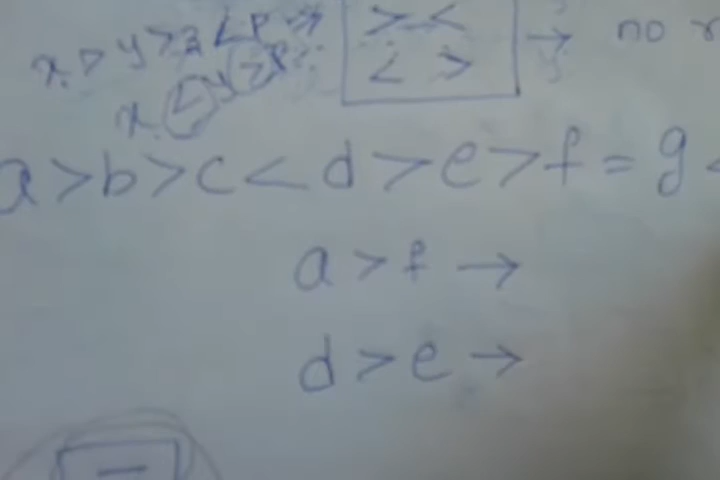 x > y > z < p →
> < → no
x < y > p
< >
a > b > c < d > e > f = g <
a > f →
d > e →